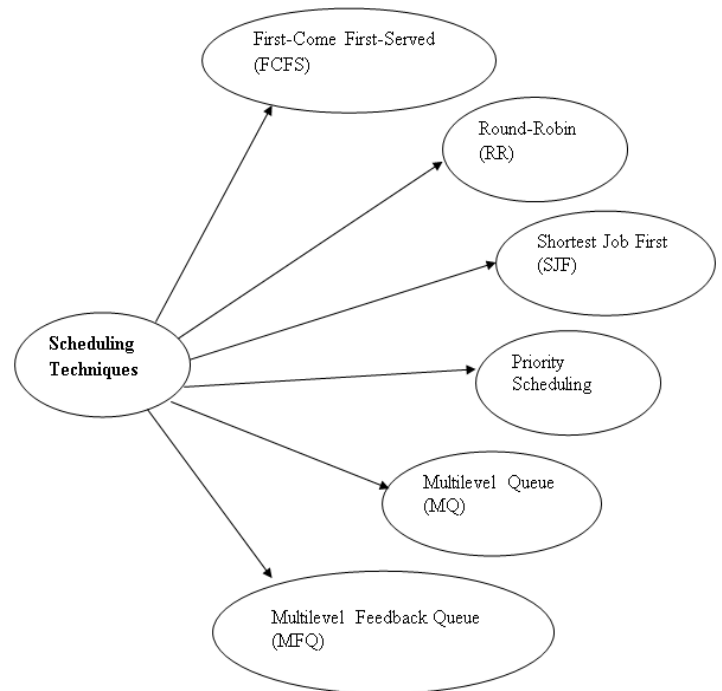 First-Come First-Served
(FCFS)
Round-Robin
(RR)
Shortest Job First
(SJF)
Scheduling
Techniques
Priority
Scheduling
Multilevel Queue
(MQ)
Multilevel Feedback Queue
(MFQ)